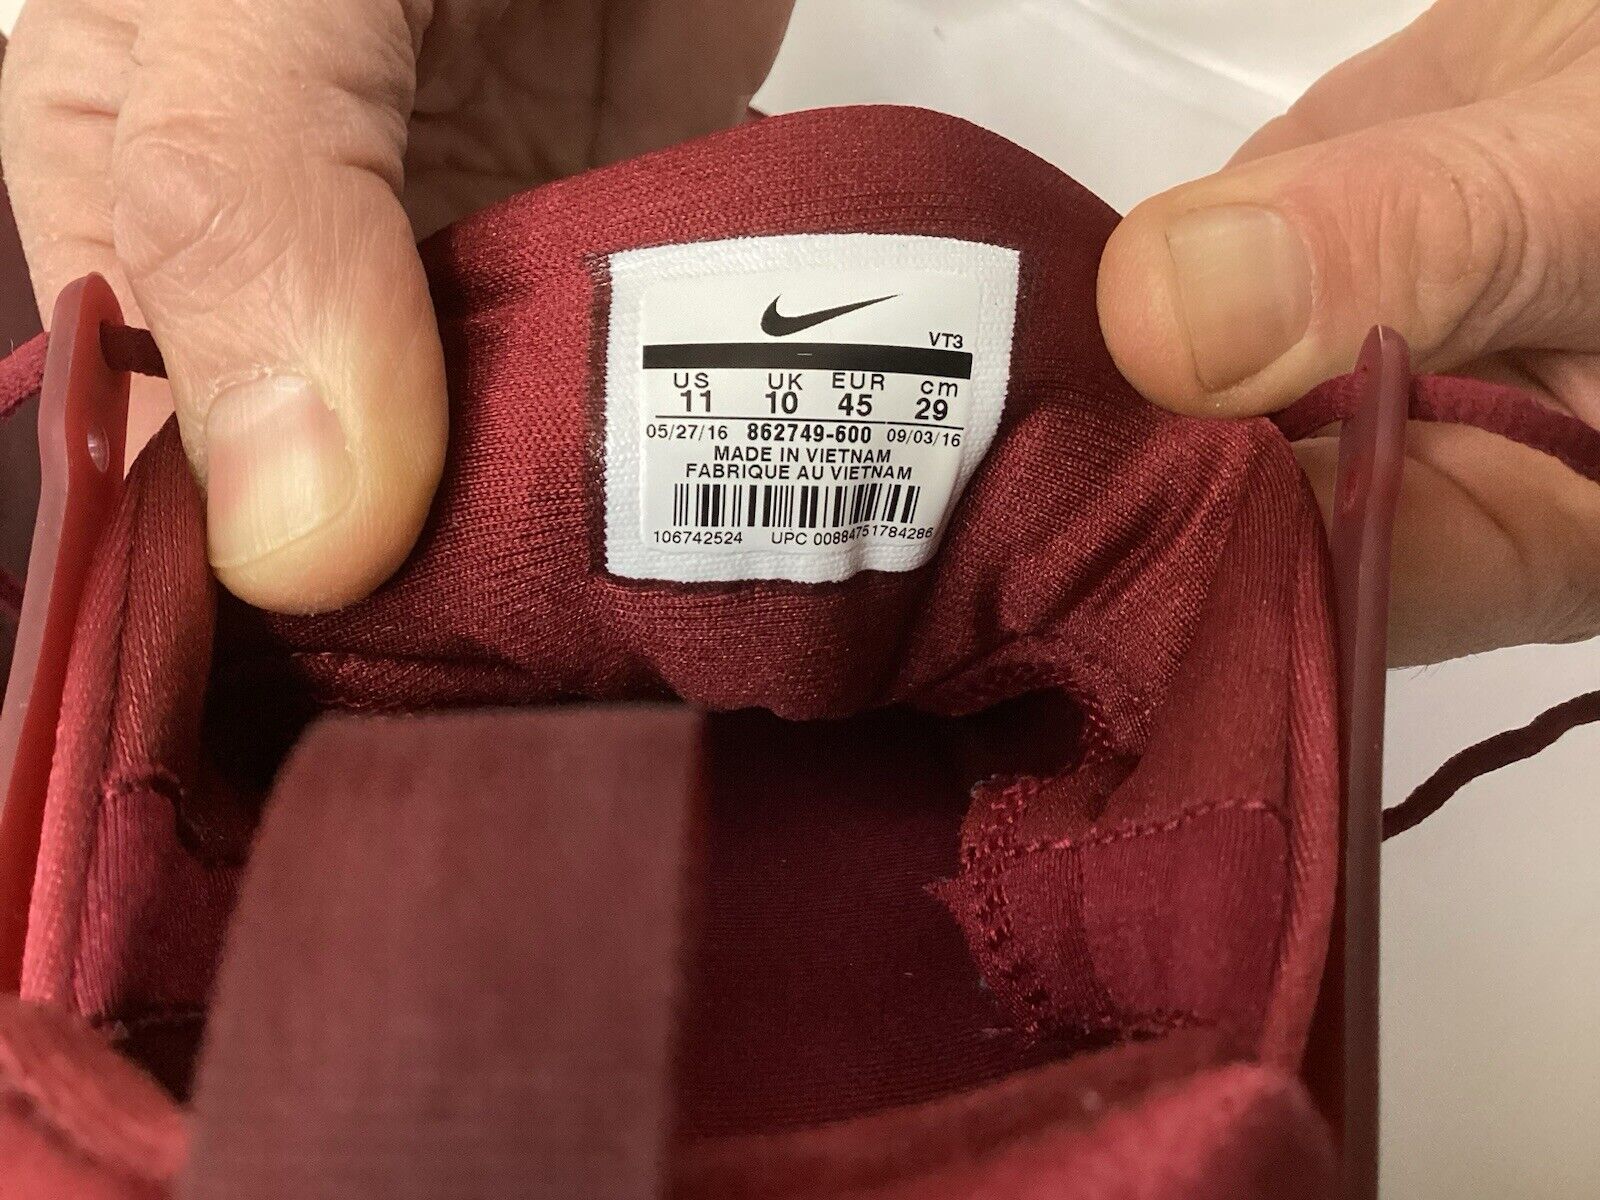 VT3
US UK EUR cm
11 10 45 29
05/27/16 862749-600 09/03/16
MADE IN VIETNAM
FABRIQUE AU VIETNAM
106742524 UPC 00884751784286